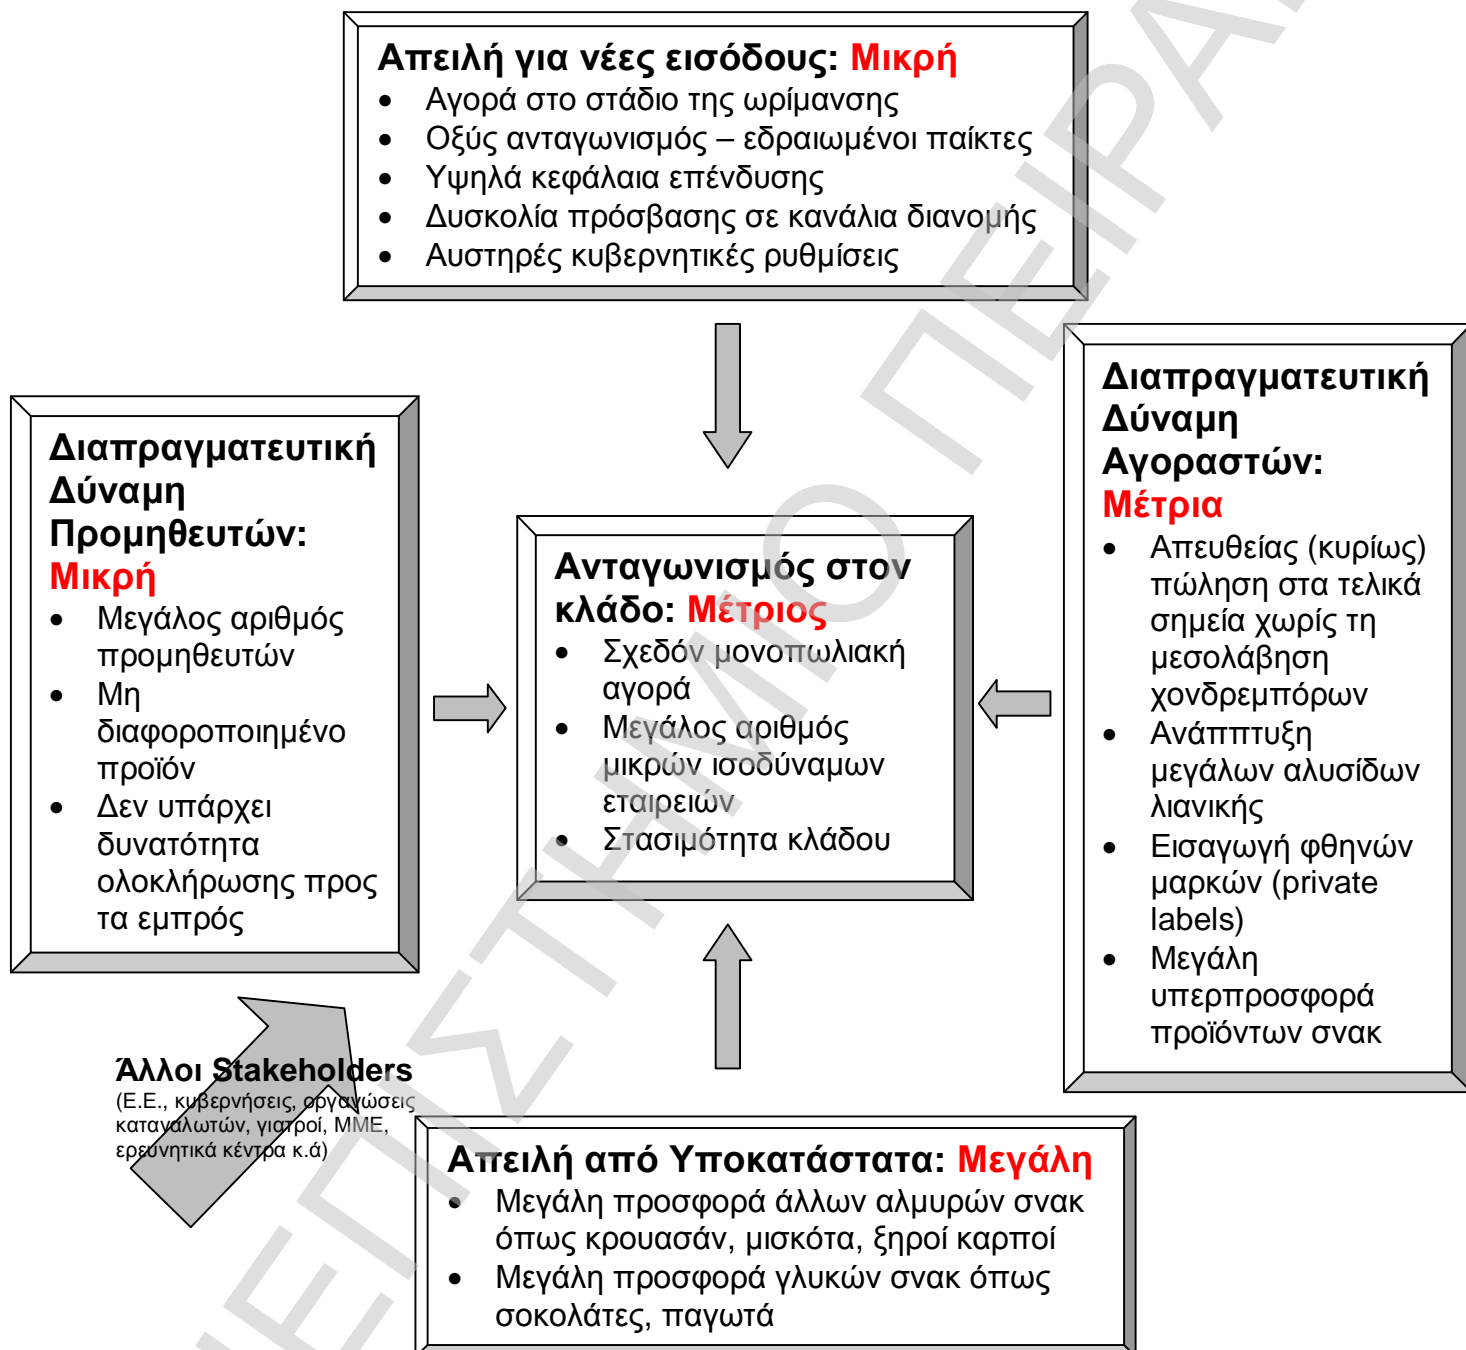 Απειλή για νέες εισόδους: Μικρή
• Αγορά στο στάδιο της ωρίμανσης
• Οξύς ανταγωνισμός – εδραιωμένοι παίκτες
• Υψηλά κεφάλαια επένδυσης
• Δυσκολία πρόσβασης σε κανάλια διανομής
• Αυστηρές κυβερνητικές ρυθμίσεις
Διαπραγματευτική
Δύναμη
Προμηθευτών:
Μικρή
• Μεγάλος αριθμός
προμηθευτών
• Μη
διαφοροποιημένο
προϊόν
• Δεν υπάρχει
δυνατότητα
ολοκλήρωσης προς
τα εμπρός
Ανταγωνισμός στον
κλάδο: Μέτριος
• Σχεδόν μονοπωλιακή
αγορά
• Μεγάλος αριθμός
μικρών ισοδύναμων
εταιρειών
• Στασιμότητα κλάδου
Διαπραγματευτική
Δύναμη
Αγοραστών:
Μέτρια
• Απευθείας (κυρίως)
πώληση στα τελικά
σημεία χωρίς τη
μεσολάβηση
χονδρεμπόρων
• Ανάππτυξη
μεγάλων αλυσίδων
λιανικής
• Εισαγωγή φθηνών
μαρκών (private
labels)
• Μεγάλη
υπερπροσφορά
προϊόντων σνακ
Άλλοι Stakeholders
(Ε.Ε., κυβερνήσεις, οργανώσεις
καταναλωτών, γιατροί, ΜΜΕ,
ερευνητικά κέντρα κ.ά)
Απειλή από Υποκατάστατα: Μεγάλη
• Μεγάλη προσφορά άλλων αλμυρών σνακ
όπως κρουασάν, μισκότα, ξηροί καρποί
• Μεγάλη προσφορά γλυκών σνακ όπως
σοκολάτες, παγωτά
ΝΕΠΙΣΤΗΜΙΟ ΠΕΙΡΑ